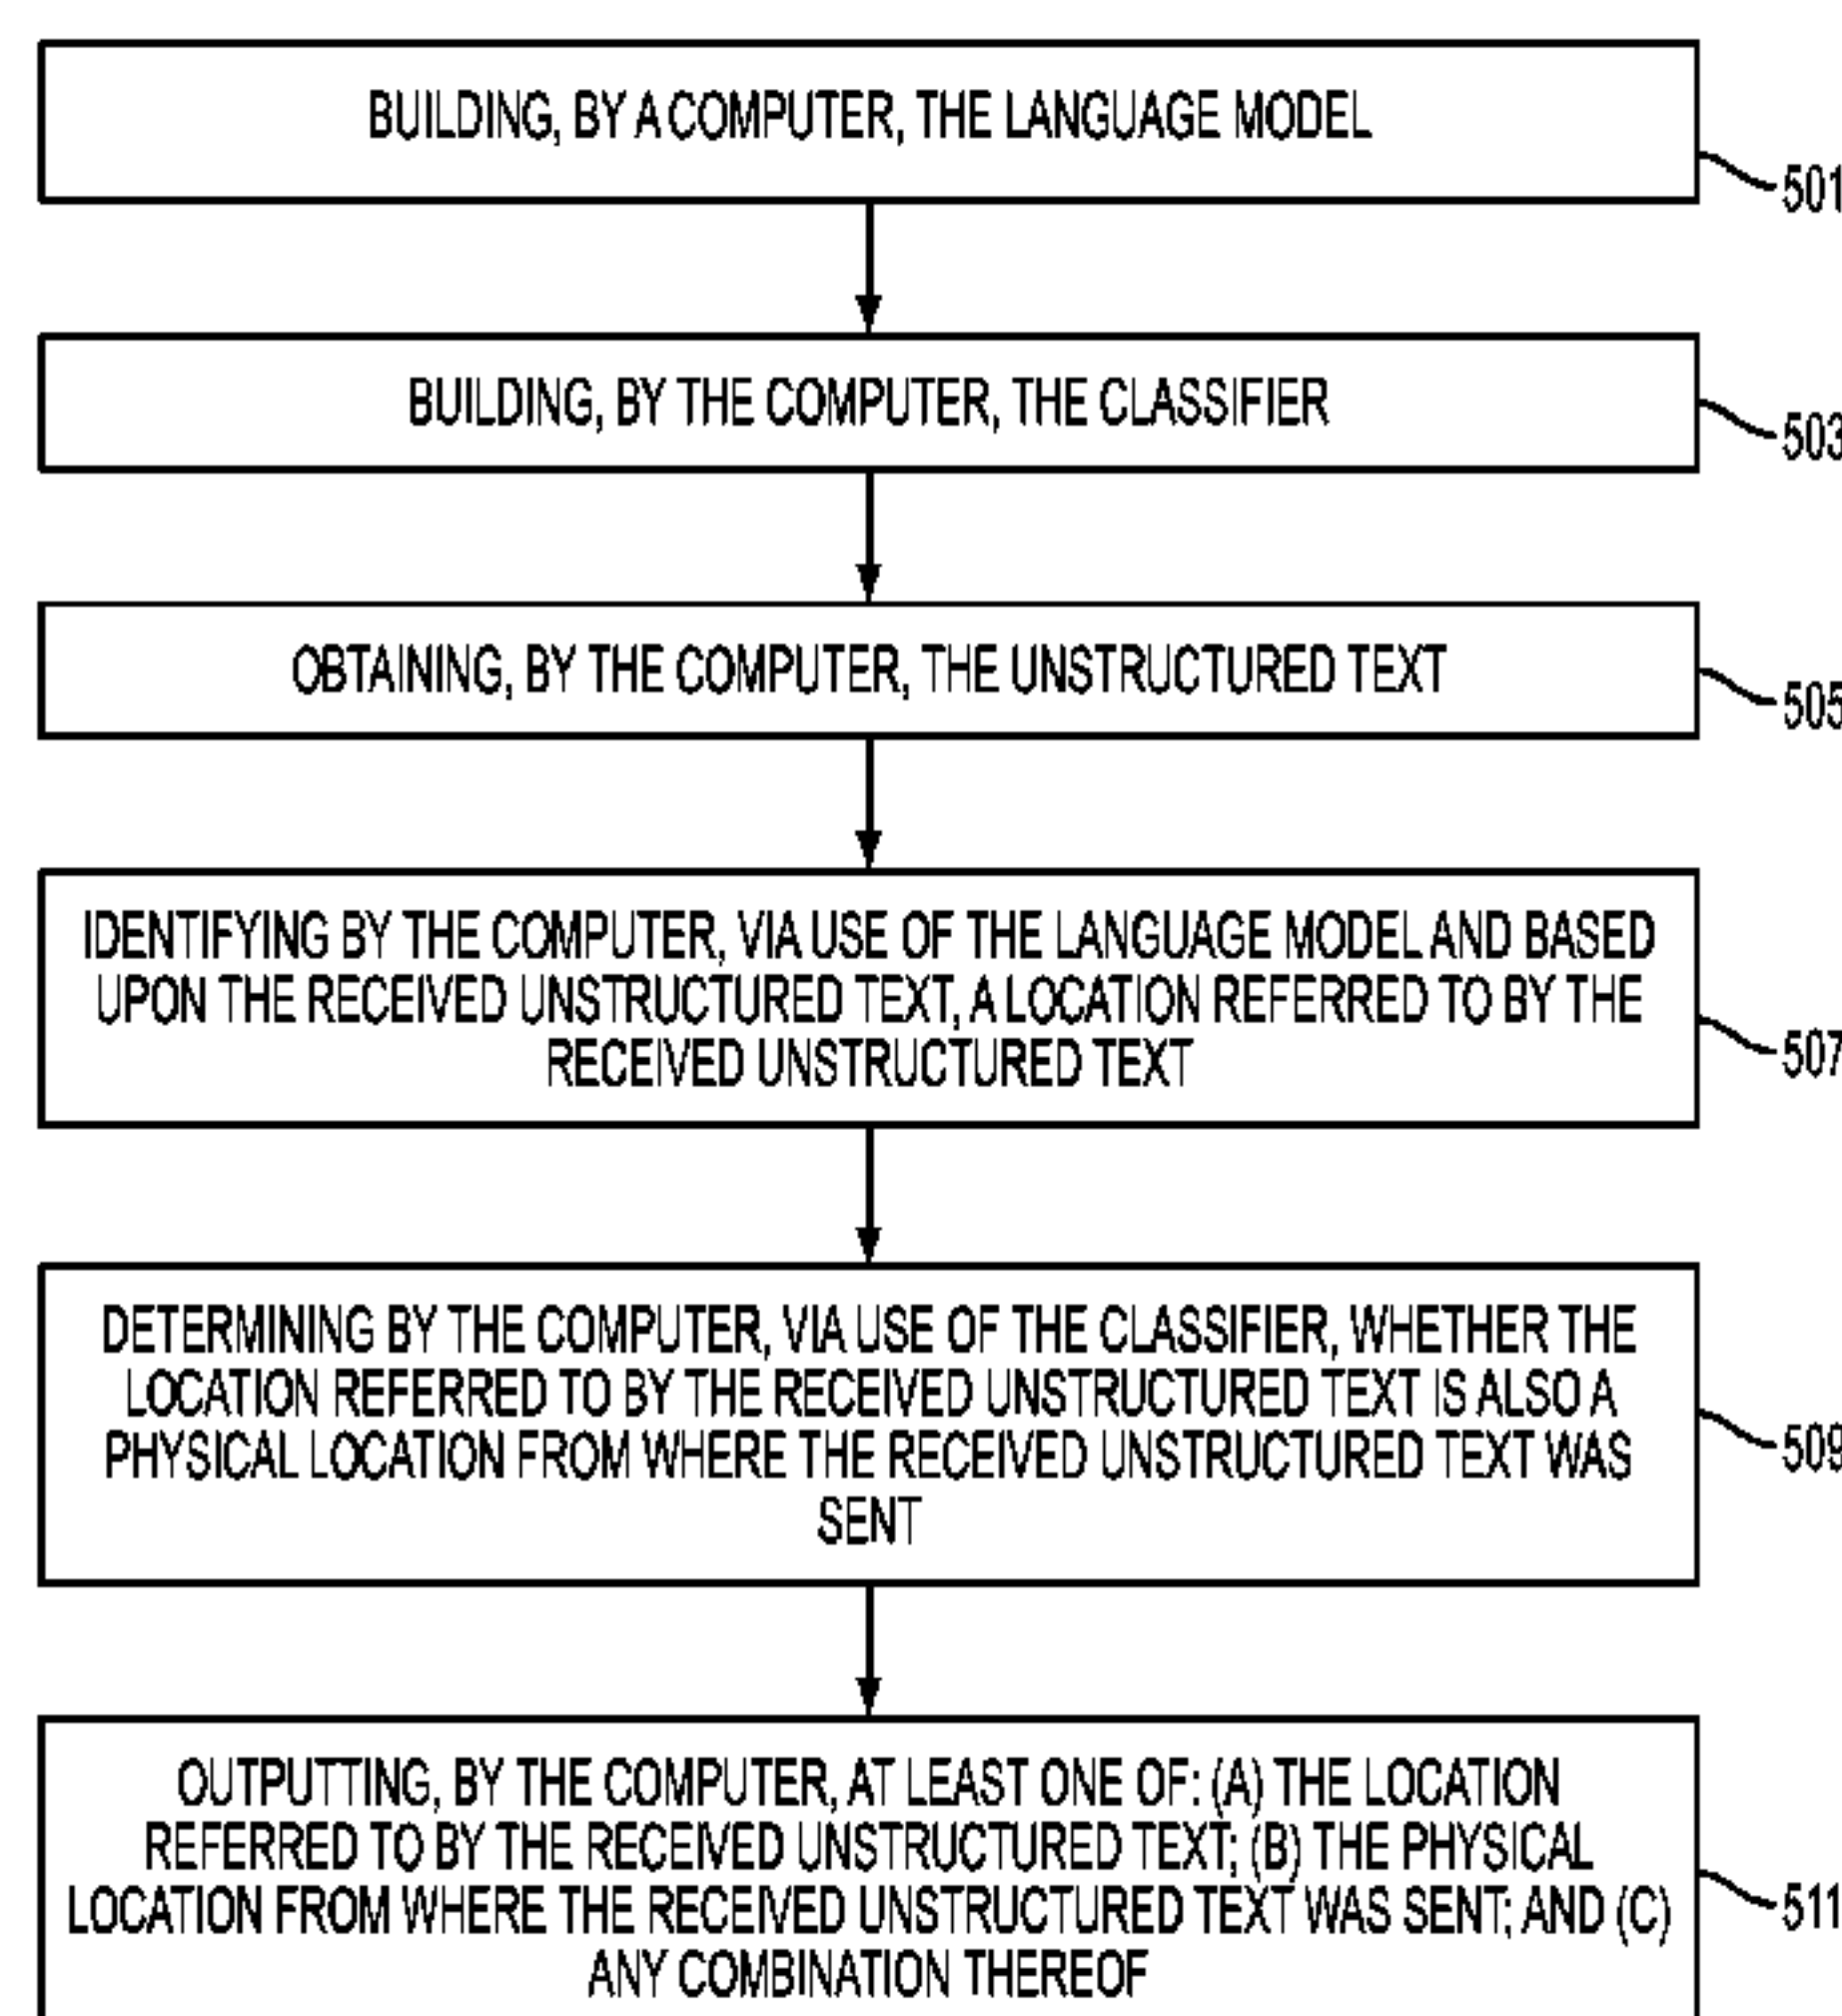 BUILDING, BY A COMPUTER, THE LANGUAGE MODEL
501
BUILDING, BY THE COMPUTER, THE CLASSIFIER
503
OBTAINING, BY THE COMPUTER, THE UNSTRUCTURED TEXT
505
IDENTIFYING BY THE COMPUTER, VIA USE OF THE LANGUAGE MODEL AND BASED
UPON THE RECEIVED UNSTRUCTURED TEXT, A LOCATION REFERRED TO BY THE
RECEIVED UNSTRUCTURED TEXT
507
DETERMINING BY THE COMPUTER, VIA USE OF THE CLASSIFIER, WHETHER THE
LOCATION REFERRED TO BY THE RECEIVED UNSTRUCTURED TEXT IS ALSO A
PHYSICAL LOCATION FROM WHERE THE RECEIVED UNSTRUCTURED TEXT WAS
SENT
509
OUTPUTTING, BY THE COMPUTER, AT LEAST ONE OF: (A) THE LOCATION
REFERRED TO BY THE RECEIVED UNSTRUCTURED TEXT; (B) THE PHYSICAL
LOCATION FROM WHERE THE RECEIVED UNSTRUCTURED TEXT WAS SENT; AND (C)
ANY COMBINATION THEREOF
511